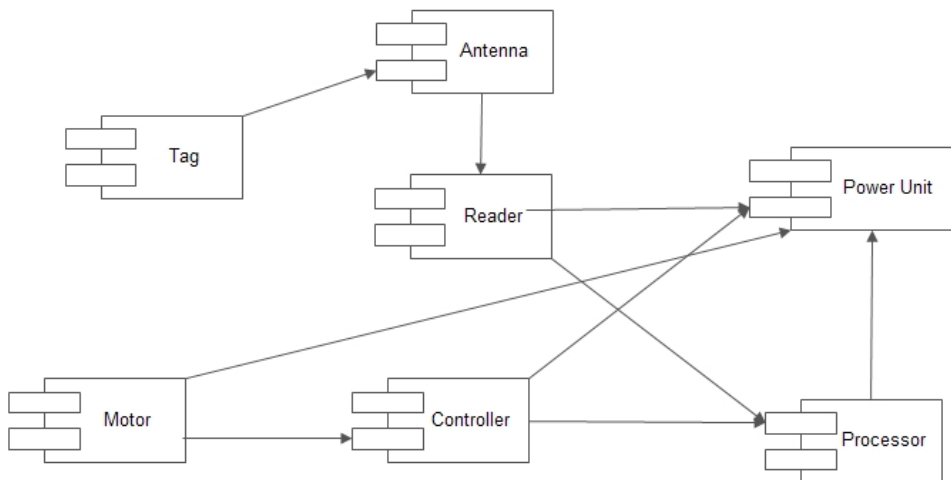 Antenna
Tag
Power Unit
Reader
Motor
Controller
Processor